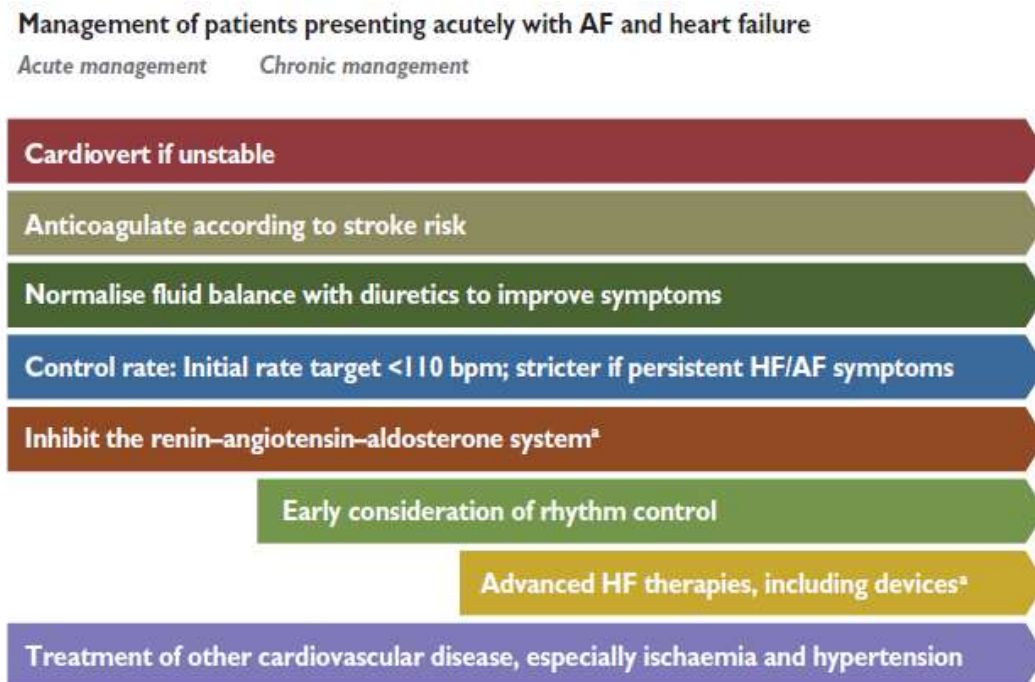 Management of patients presenting acutely with AF and heart failure
Acute management Chronic management
Cardiovert if unstable
Anticoagulate according to stroke risk
Normalise fluid balance with diuretics to improve symptoms
Control rate: Initial rate target <110 bpm; stricter if persistent HF/AF symptoms
Inhibit the renin–angiotensin–aldosterone systemª
Early consideration of rhythm control
Advanced HF therapies, including devicesª
Treatment of other cardiovascular disease, especially ischaemia and hypertension